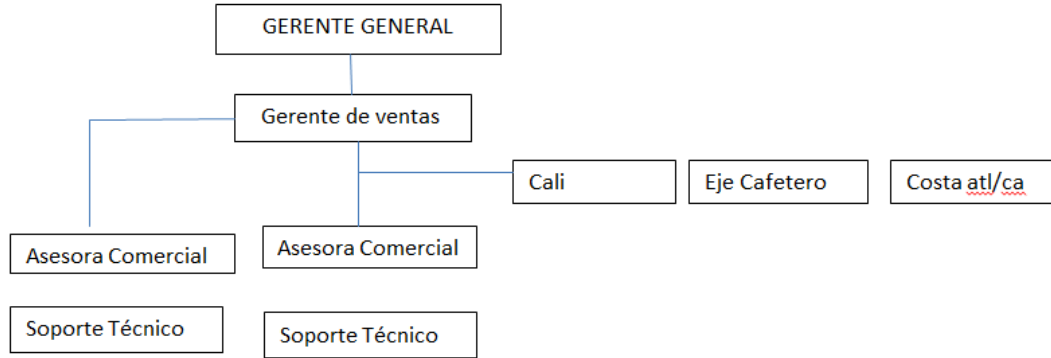 GERENTE GENERAL
Gerente de ventas
Cali
Eje Cafetero
Costa atl/ca
Asesora Comercial
Asesora Comercial
Soporte Técnico
Soporte Técnico